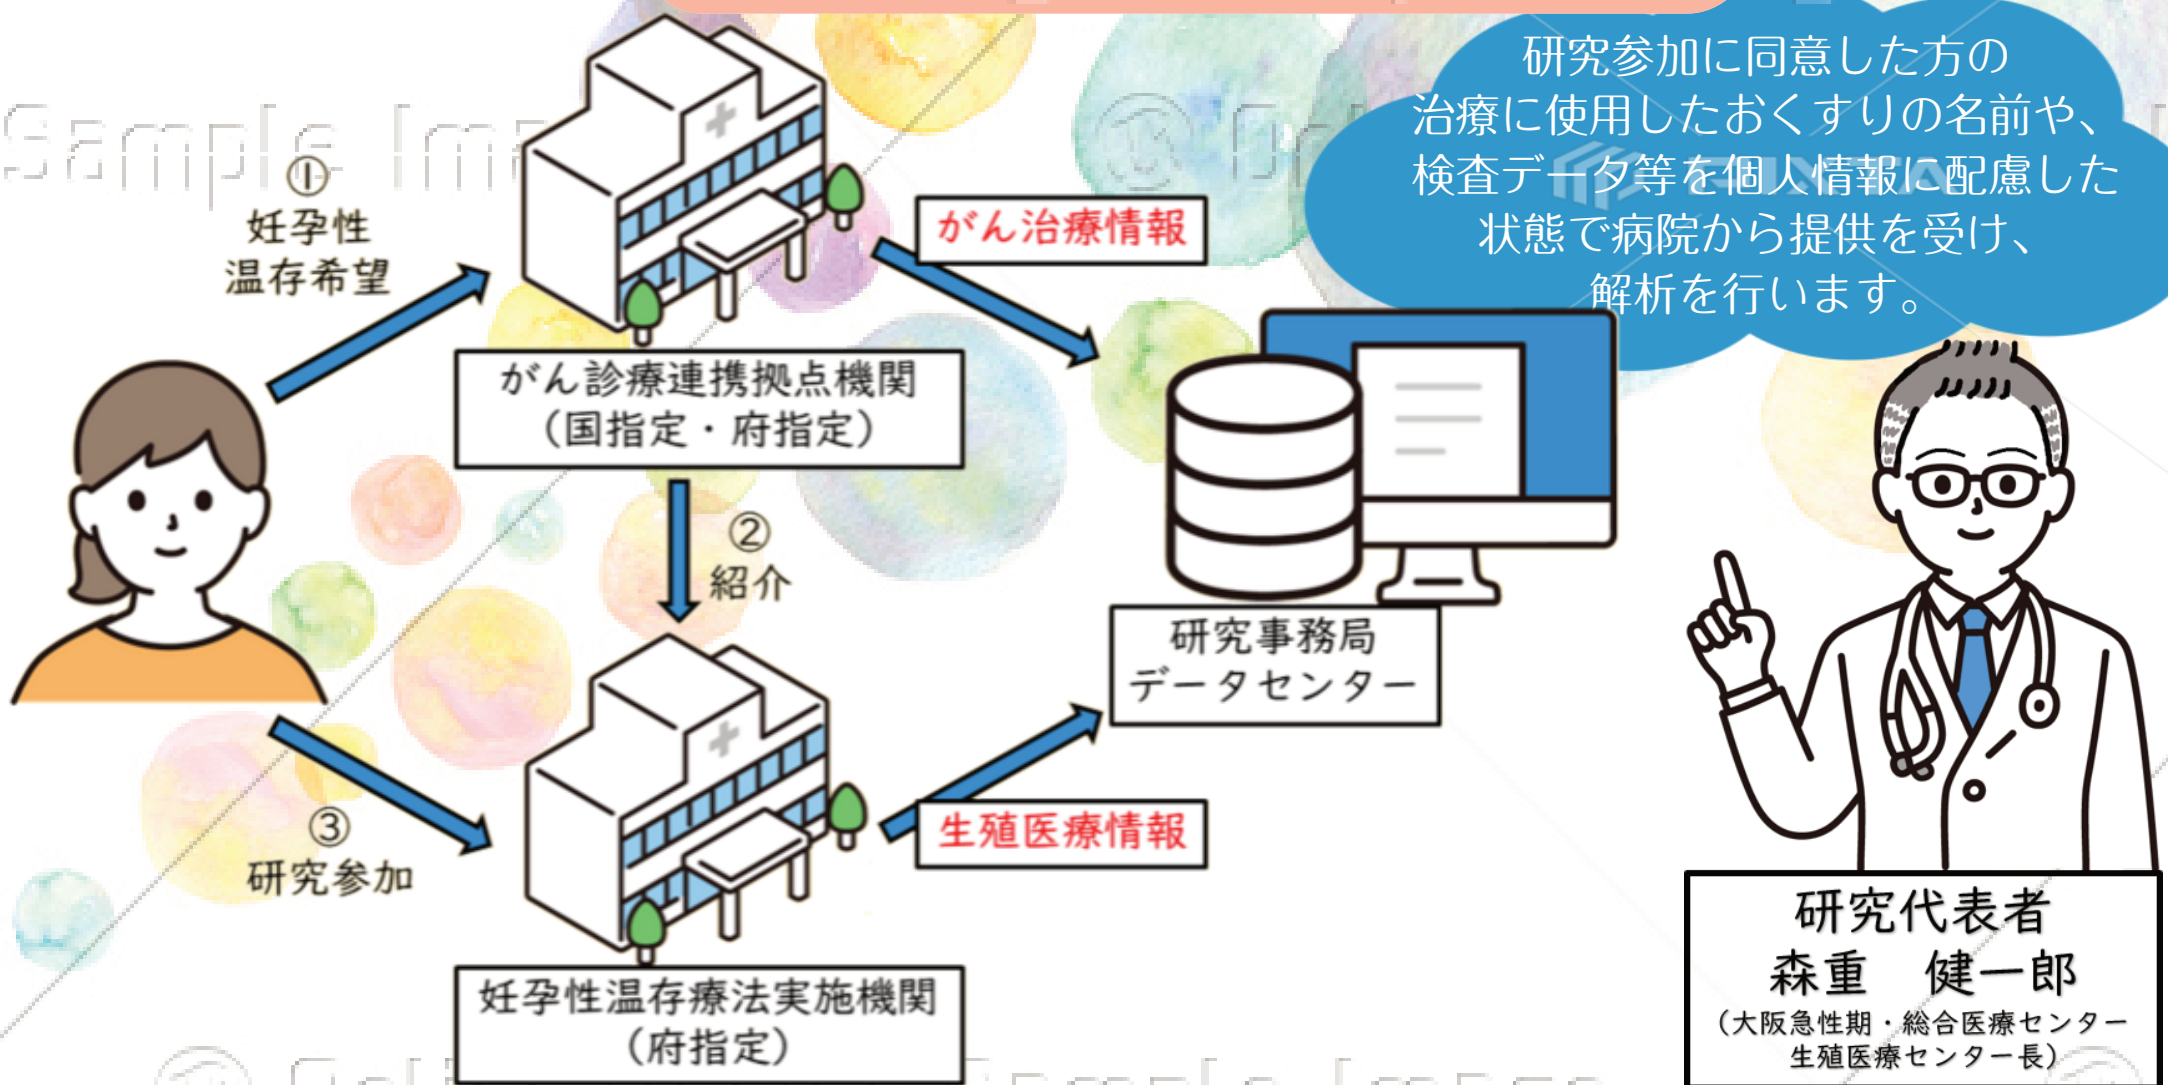 研究参加に同意した方の
治療に使用したおくすりの名前や、
検査データ等を個人情報に配慮した
状態で病院から提供を受け、
解析を行います。
①
妊孕性
温存希望
がん治療情報
がん診療連携拠点機関
（国指定・府指定）
②
紹介
研究事務局
データセンター
③
研究参加
生殖医療情報
妊孕性温存療法実施機関
（府指定）
研究代表者
森重　健一郎
（大阪急性期・総合医療センター
生殖医療センター長）
Sample Ima
Sample Image